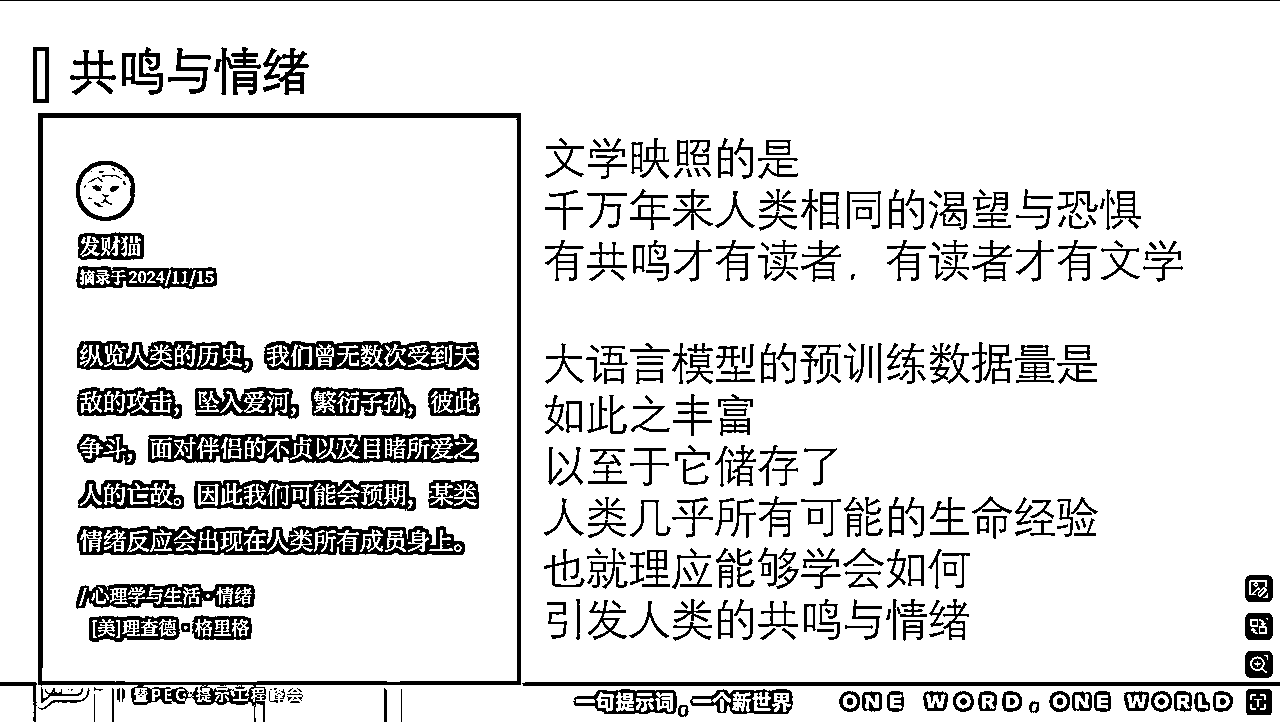 共鸣与情绪
发财猫
摘录于2024/11/15
纵览人类的历史，我们曾无数次受到天
敌的攻击，坠入爱河，繁衍子孙，彼此
争斗，面对伴侣的不贞以及目睹所爱之
人的亡故。因此我们可能会预期，某类
情绪反应会出现在人类所有成员身上。
/心理学与生活·情绪
[美]理查德·格里格
文学映照的是
千万年来人类相同的渴望与恐惧
有共鸣才有读者，有读者才有文学
大语言模型的预训练数据量是
如此之丰富
以至于它储存了
人类几乎所有可能的生命经验
也就理应能够学会如何
引发人类的共鸣与情绪
暨PEC·提示工程峰会
一句提示词。一个新世界
ONE WORD。ONE WORLD